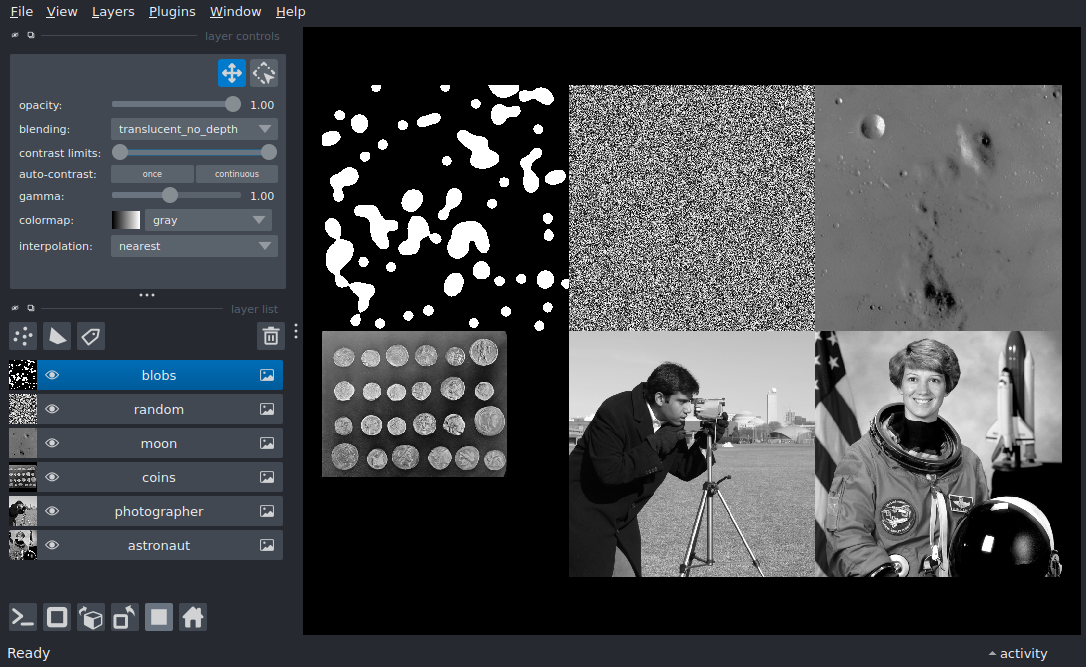 File View Layers Plugins Window Help
layer controls
opacity: 1.00
blending: translucent_no_depth
contrast limits:
auto-contrast: once continuous
gamma: 1.00
colormap: gray
interpolation: nearest
layer list
blobs
random
moon
coins
photographer
astronaut
Ready
activity